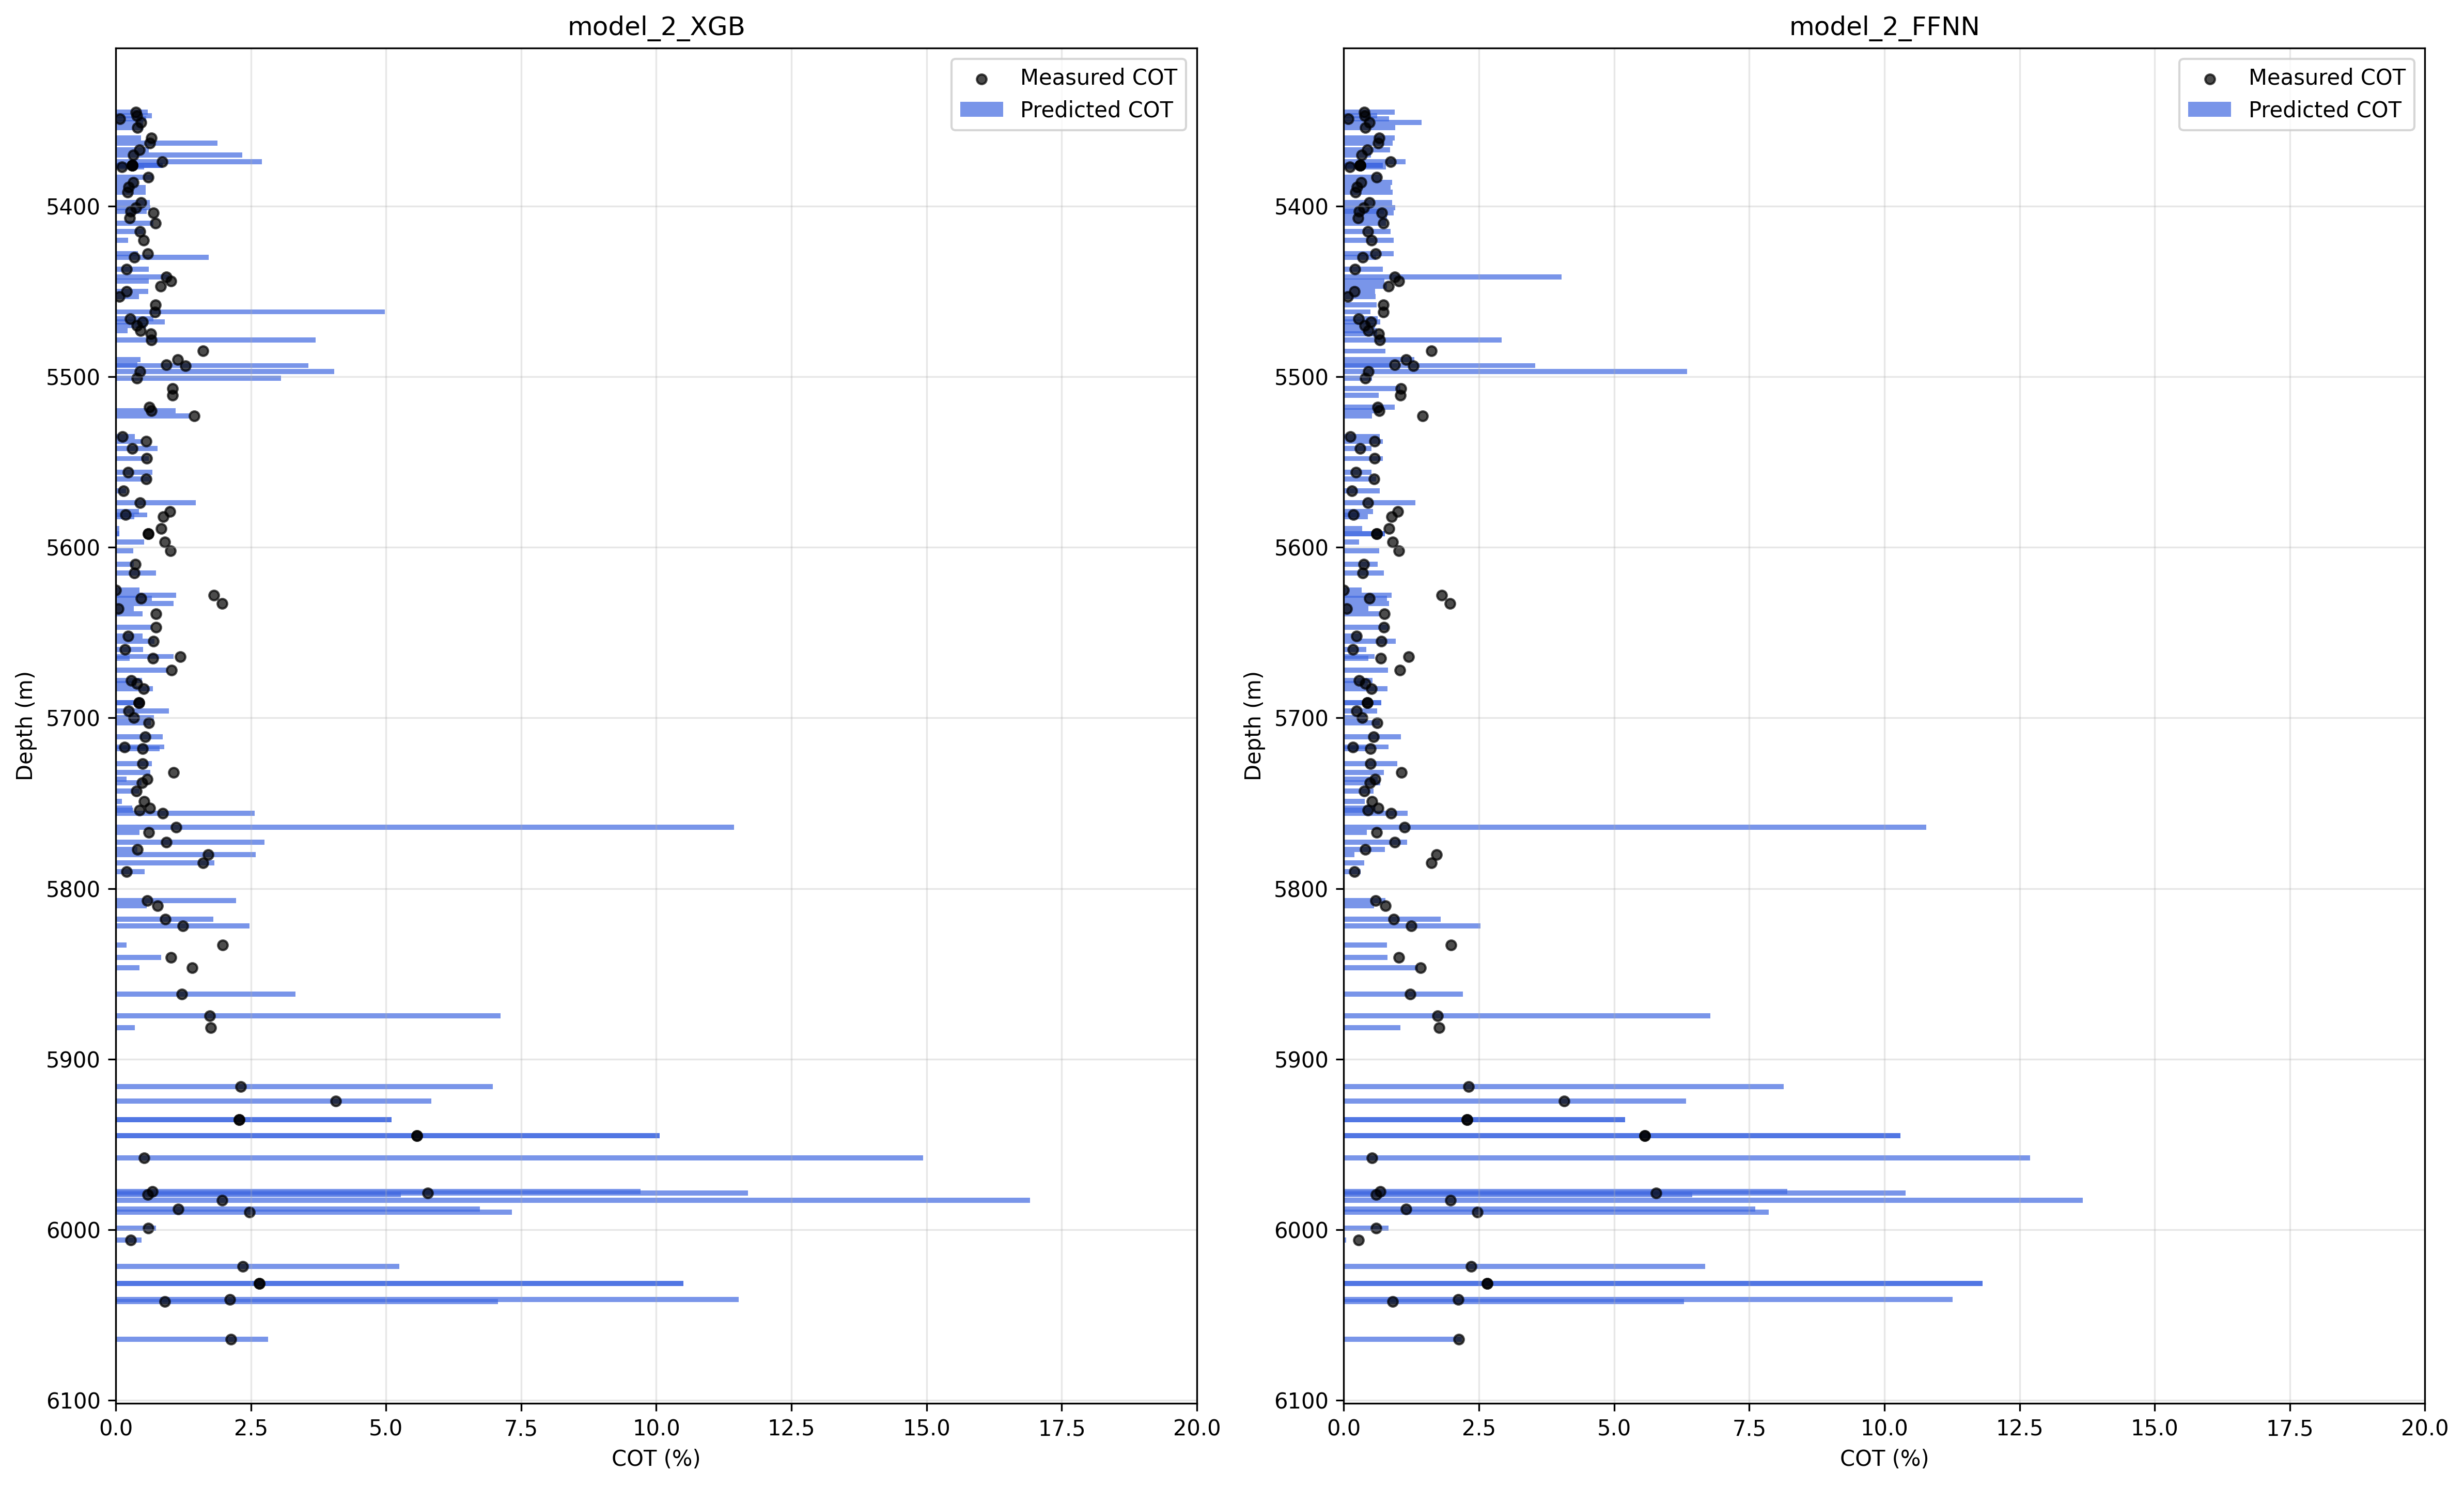 model_2_XGB
Measured COT
Predicted COT
Depth (m)
5400
5500
5600
5700
5800
5900
6000
6100
0.0 2.5 5.0 7.5 10.0 12.5 15.0 17.5 20.0
COT (%)
model_2_FFNN
Measured COT
Predicted COT
Depth (m)
5400
5500
5600
5700
5800
5900
6000
6100
0.0 2.5 5.0 7.5 10.0 12.5 15.0 17.5 20.0
COT (%)